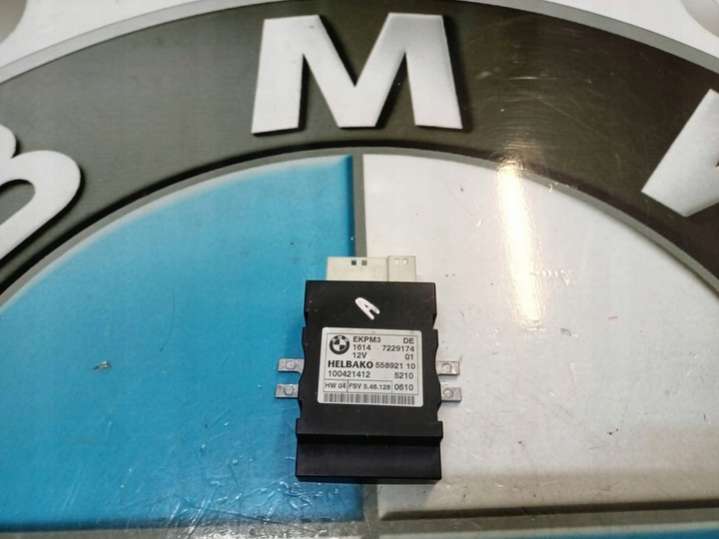 B M W
A
EKPM3 DE
1614 7229174
12V 01
HELBAKO 558921 10
100421412 5210
HW 04 FSV 5.46.128 0610